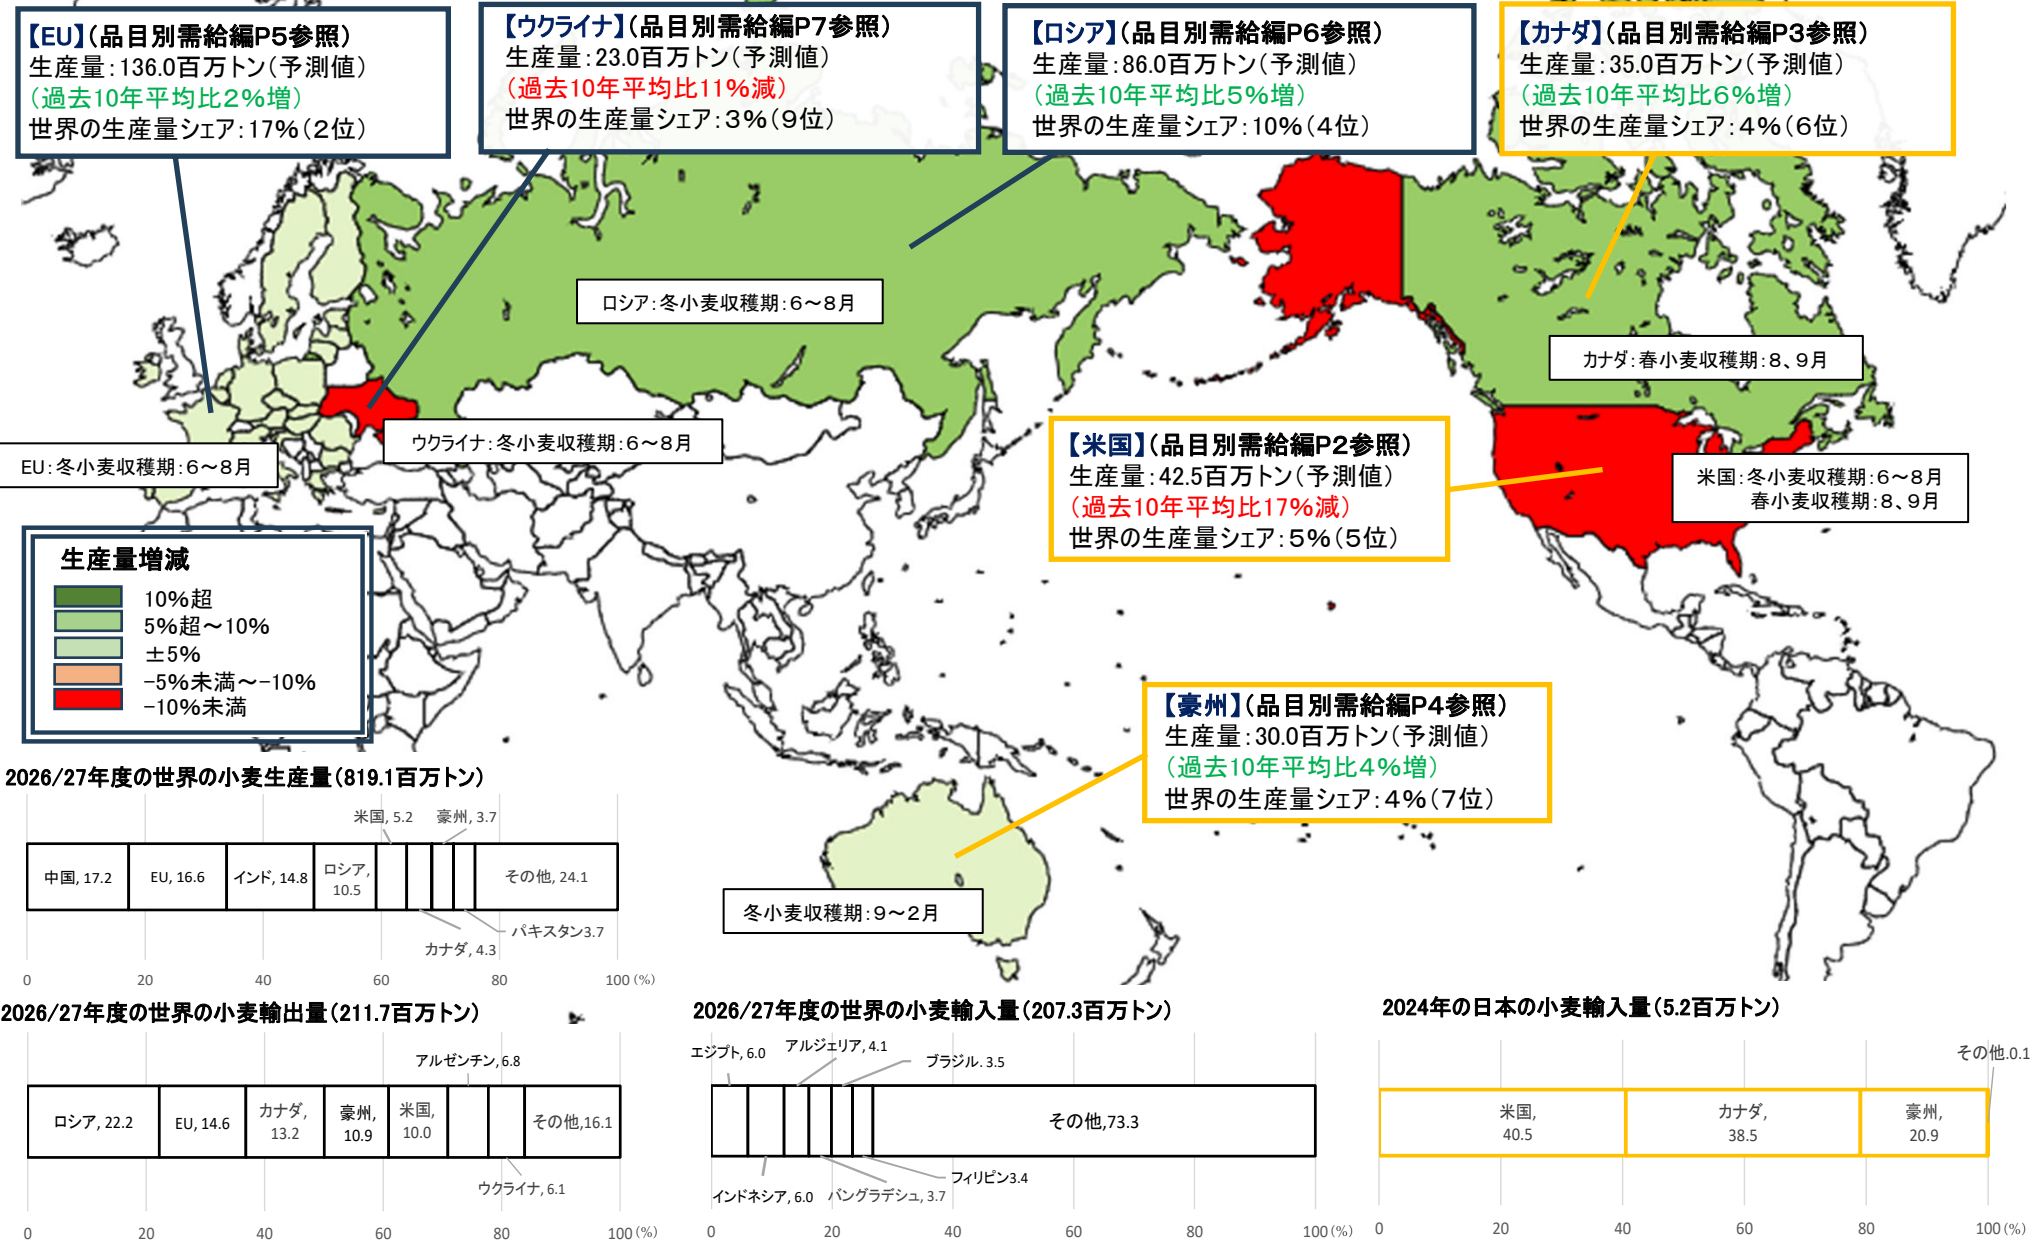 【EU】(品目別需給編P5参照)
生産量:136.0百万トン(予測値)
(過去10年平均比2%増)
世界の生産量シェア:17%(2位)
【ウクライナ】(品目別需給編P7参照)
生産量:23.0百万トン(予測値)
(過去10年平均比11%減)
世界の生産量シェア:3%(9位)
【ロシア】(品目別需給編P6参照)
生産量:86.0百万トン(予測値)
(過去10年平均比5%増)
世界の生産量シェア:10%(4位)
【カナダ】(品目別需給編P3参照)
生産量:35.0百万トン(予測値)
(過去10年平均比6%増)
世界の生産量シェア:4%(6位)
ロシア:冬小麦収穫期:6~8月
カナダ:春小麦収穫期:8、9月
ウクライナ:冬小麦収穫期:6~8月
EU:冬小麦収穫期:6~8月
【米国】(品目別需給編P2参照)
生産量:42.5百万トン(予測値)
(過去10年平均比17%減)
世界の生産量シェア:5%(5位)
米国:冬小麦収穫期:6~8月
春小麦収穫期:8、9月
生産量増減
10%超
5%超~10%
±5%
-5%未満~-10%
-10%未満
【豪州】(品目別需給編P4参照)
生産量:30.0百万トン(予測値)
(過去10年平均比4%増)
世界の生産量シェア:4%(7位)
冬小麦収穫期:9~2月
2026/27年度の世界の小麦生産量(819.1百万トン)
米国, 5.2
豪州, 3.7
中国, 17.2
EU, 16.6
インド, 14.8
ロシア,
10.5
その他, 24.1
カナダ, 4.3
パキスタン3.7
0 20 40 60 80 100 (%)
2026/27年度の世界の小麦輸出量(211.7百万トン)
アルゼンチン, 6.8
ロシア, 22.2
EU, 14.6
カナダ,
13.2
豪州,
10.9
米国,
10.0
その他,16.1
ウクライナ, 6.1
0 20 40 60 80 100 (%)
2026/27年度の世界の小麦輸入量(207.3百万トン)
エジプト, 6.0
アルジェリア, 4.1
ブラジル. 3.5
その他,73.3
インドネシア, 6.0
バングラデシュ, 3.7
フィリピン3.4
0 20 40 60 80 100 (%)
2024年の日本の小麦輸入量(5.2百万トン)
その他.0.1
米国,
40.5
カナダ,
38.5
豪州,
20.9
0 20 40 60 80 100 (%)